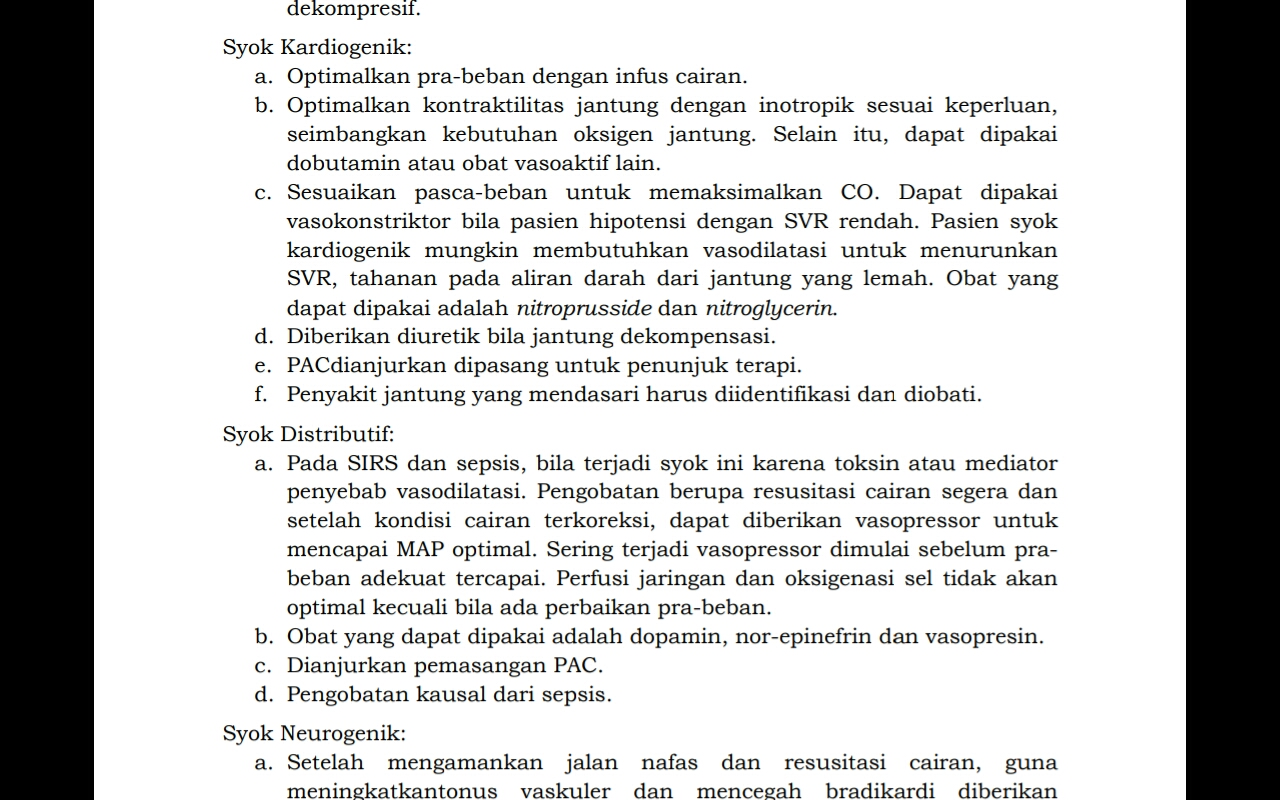 dekompresif.
Syok Kardiogenik:
a. Optimalkan pra-beban dengan infus cairan.
b. Optimalkan kontraktilitas jantung dengan inotropik sesuai keperluan,
seimbangkan kebutuhan oksigen jantung. Selain itu, dapat dipakai
dobutamin atau obat vasoaktif lain.
c. Sesuaikan pasca-beban untuk memaksimalkan CO. Dapat dipakai
vasokonstriktor bila pasien hipotensi dengan SVR rendah. Pasien syok
kardiogenik mungkin membutuhkan vasodilatasi untuk menurunkan
SVR, tahanan pada aliran darah dari jantung yang lemah. Obat yang
dapat dipakai adalah nitroprusside dan nitroglycerin.
d. Diberikan diuretik bila jantung dekompensasi.
e. PACdianjurkan dipasang untuk penunjuk terapi.
f. Penyakit jantung yang mendasari harus diidentifikasi dan diobati.
Syok Distributif:
a. Pada SIRS dan sepsis, bila terjadi syok ini karena toksin atau mediator
penyebab vasodilatasi. Pengobatan berupa resusitasi cairan segera dan
setelah kondisi cairan terkoreksi, dapat diberikan vasopressor untuk
mencapai MAP optimal. Sering terjadi vasopressor dimulai sebelum pra-
beban adekuat tercapai. Perfusi jaringan dan oksigenasi sel tidak akan
optimal kecuali bila ada perbaikan pra-beban.
b. Obat yang dapat dipakai adalah dopamin, nor-epinefrin dan vasopresin.
c. Dianjurkan pemasangan PAC.
d. Pengobatan kausal dari sepsis.
Syok Neurogenik:
a. Setelah mengamankan jalan nafas dan resusitasi cairan, guna
meningkatkantonus vaskuler dan mencegah bradikardi diberikan